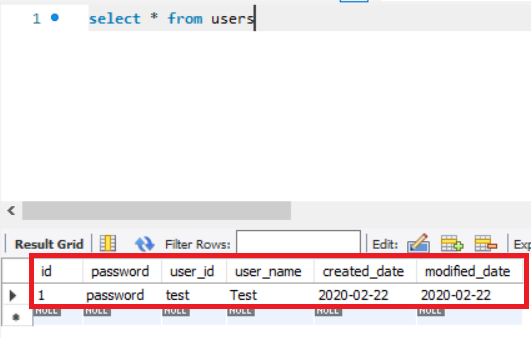 1 select * from users
Result Grid Filter Rows: Edit: Exp
id password user_id user_name created_date modified_date
1 password test Test 2020-02-22 2020-02-22
NULL NULL NULL NULL NULL NULL